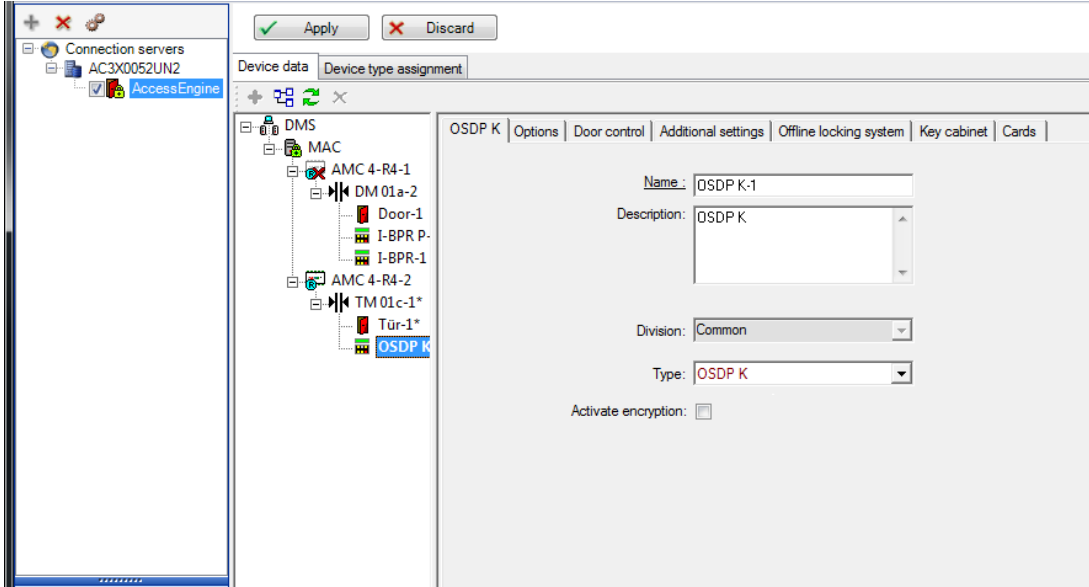 Apply Discard
Connection servers
AC3X0052UN2
AccessEngine
Device data Device type assignment
DMS
MAC
AMC 4-R4-1
DM 01a-2
Door-1
I-BPR P-
I-BPR-1
AMC 4-R4-2
TM 01c-1*
Tür-1*
OSDP K
OSDP K Options Door control Additional settings Offline locking system Key cabinet Cards
Name : OSDP K-1
Description: OSDP K
Division: Common
Type: OSDP K
Activate encryption: